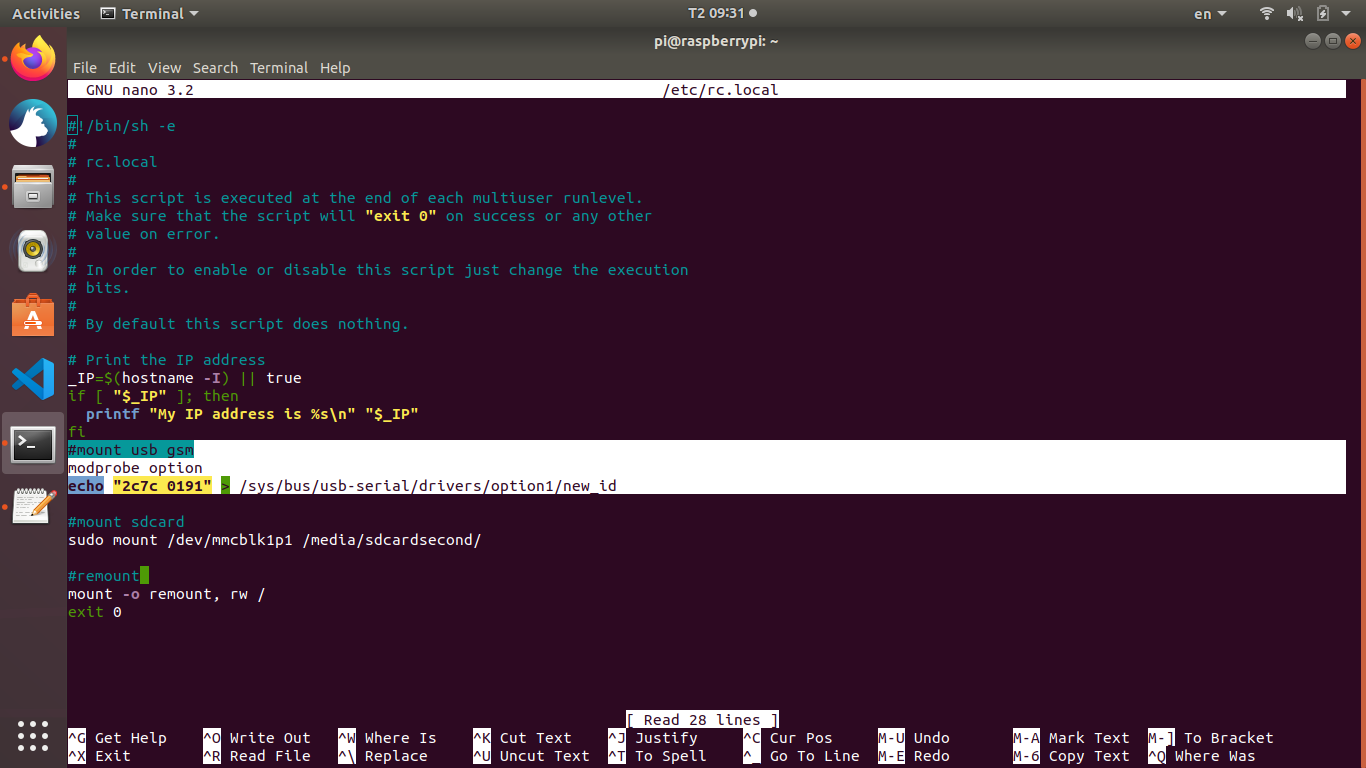 Activities Terminal T2 09:31 en
pi@raspberrypi: ~
File Edit View Search Terminal Help
GNU nano 3.2 /etc/rc.local
#!/bin/sh -e
#
# rc.local
#
# This script is executed at the end of each multiuser runlevel.
# Make sure that the script will "exit 0" on success or any other
# value on error.
#
# In order to enable or disable this script just change the execution
# bits.
#
# By default this script does nothing.
# Print the IP address
_IP=$(hostname -I) || true
if [ "$_IP" ]; then
  printf "My IP address is %s\n" "$_IP"
fi
#mount usb gsm
modprobe option
echo "2c7c 0191" > /sys/bus/usb-serial/drivers/option1/new_id
#mount sdcard
sudo mount /dev/mmcblk1p1 /media/sdcardsecond/
#remount
mount -o remount, rw /
exit 0
[ Read 28 lines ]
^G Get Help ^O Write Out ^W Where Is ^K Cut Text ^J Justify ^C Cur Pos M-U Undo M-A Mark Text M-] To Bracket
^X Exit ^R Read File ^\ Replace ^U Uncut Text ^T To Spell ^_ Go To Line M-E Redo M-6 Copy Text ^Q Where Was